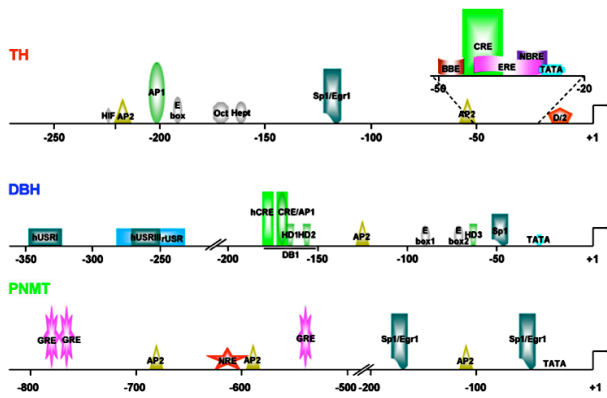 TH
CRE
NBRE
BBE ERE TATA
-50 -20
AP1
Sp1/Egr1
E
HIF AP2 box Oct Hept AP2 D/2
-250 -200 -150 -100 -50 +1
DBH
hCRE CRE/AP1
hUSRI hUSRIII rUSR HD1 HD2 AP2 E box1 E box2 HD3 Sp1 TATA
DB1
-350 -300 -250 -200 -150 -100 -50 +1
PNMT
GRE GRE AP2 NRE AP2 GRE Sp1/Egr1 AP2 Sp1/Egr1 TATA
-800 -700 -600 -500 -200 -100 +1